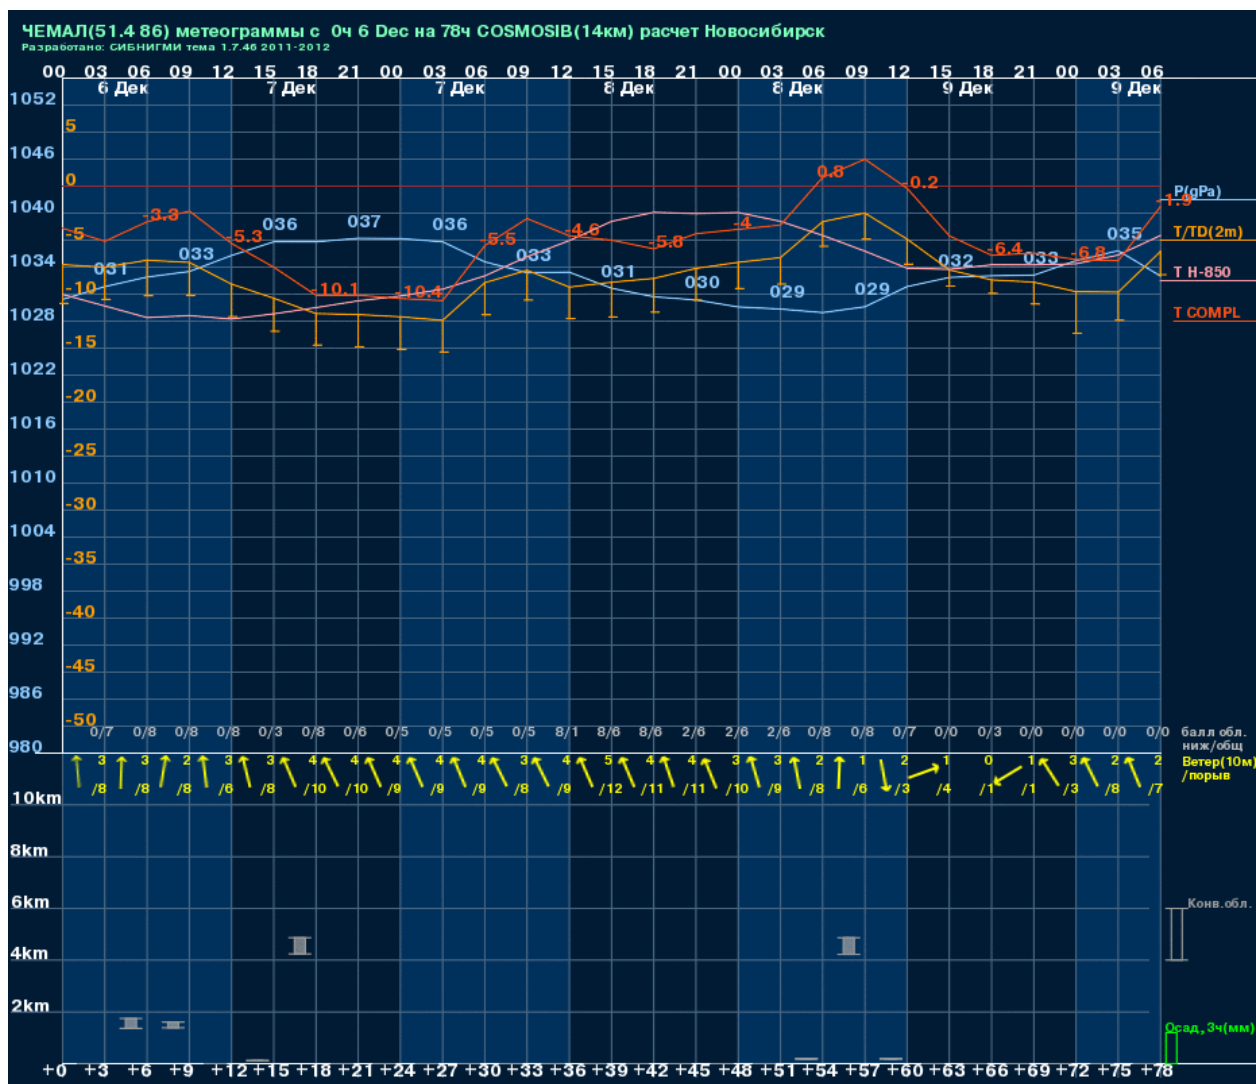 ЧЕМАЛ(51.4 86) метеограммы с 0ч 6 Dec на 78ч COSMOSIB(14км) расчет Новосибирск
Разработано: СИБНИГМИ тема 1.7.46 2011-2012
00 03 06 09 12 15 18 21 00 03 06 09 12 15 18 21 00 03 06 09 12 15 18 21 00 03 06
6 Дек 7 Дек 7 Дек 8 Дек 8 Дек 9 Дек 9 Дек
1052
5
1046
0.8
0 -0.2
P(gPa)
-1.9
1040 -3.3 036 037 036 -4.6 -4
-5 -5.3 -5.5 -5.8 -6.4 -6.8 035 T/TD(2m)
033 033 032 033
1034 031 031 030 029 029
T H-850
-10 -10.1 -10.4
1028
T COMPL
-15
1022
-20
1016
-25
1010
-30
1004
-35
998
-40
992
-45
986
-50
0/7 0/8 0/8 0/8 0/3 0/8 0/6 0/5 0/5 0/5 0/5 8/1 8/6 8/6 2/6 2/6 2/6 0/8 0/8 0/7 0/0 0/3 0/0 0/0 0/0 0/0 балл обл.
980 ниж/общ
3 3 2 3 3 4 4 4 4 4 3 4 5 4 4 3 3 2 1 2 1 0 1 3 2 2 Ветер(10м)
/8 /8 /8 /6 /8 /10 /10 /9 /9 /9 /8 /9 /12 /11 /11 /10 /9 /8 /6 /3 /4 /1 /1 /3 /8 /7 /порыв
10km
8km
6km
Конв.обл.
4km
2km
Осад,3ч(мм)
+0 +3 +6 +9 +12 +15 +18 +21 +24 +27 +30 +33 +36 +39 +42 +45 +48 +51 +54 +57 +60 +63 +66 +69 +72 +75 +78